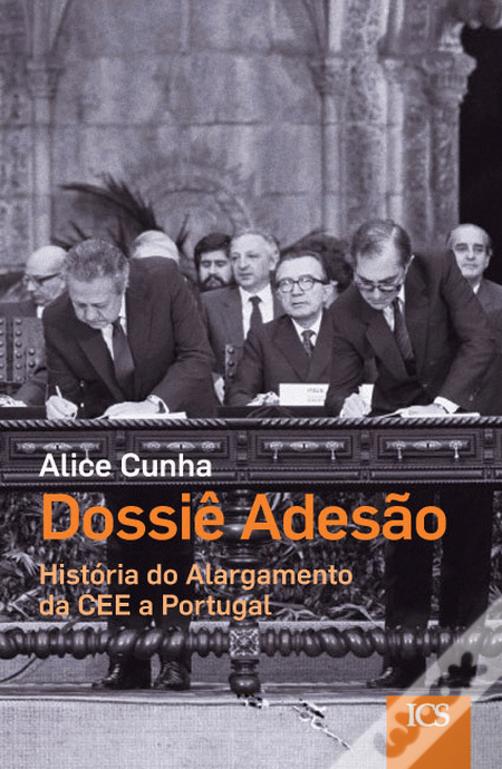 Alice Cunha
Dossiê Adesão
História do Alargamento
da CEE a Portugal
ICS